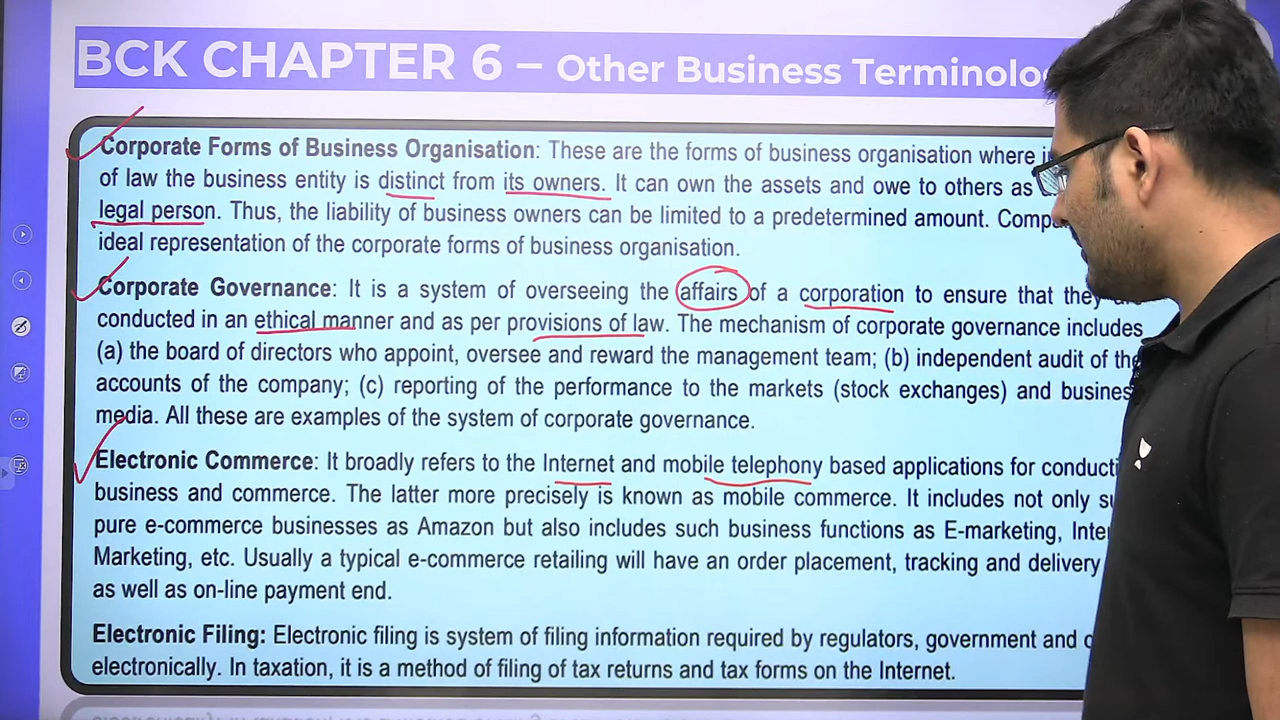 BCK CHAPTER 6 – Other Business
Corporate Forms of Business Organisation: These are the forms of business organisation where
of law the business entity is distinct from its owners. It can own the assets and owe to others as
legal person. Thus, the liability of business owners can be limited to a predetermined amount.
ideal representation of the corporate forms of business organisation.
Corporate Governance: It is a system of overseeing the affairs of a corporation to ensure that they are
conducted in an ethical manner and as per provisions of law. The mechanism of corporate governance includes
(a) the board of directors who appoint, oversee and reward the management team; (b) independent audit of the
accounts of the company; (c) reporting of the performance to the markets (stock exchanges) and
media. All these are examples of the system of corporate governance.
Electronic Commerce: It broadly refers to the Internet and mobile telephony based applications for
business and commerce. The latter more precisely is known as mobile commerce. It includes not only
pure e-commerce businesses as Amazon but also includes such business functions as E-marketing,
Marketing, etc. Usually a typical e-commerce retailing will have an order placement, tracking and delivery
as well as on-line payment end.
Electronic Filing: Electronic filing is system of filing information required by regulators, government and
electronically. In taxation, it is a method of filing of tax returns and tax forms on the Internet.